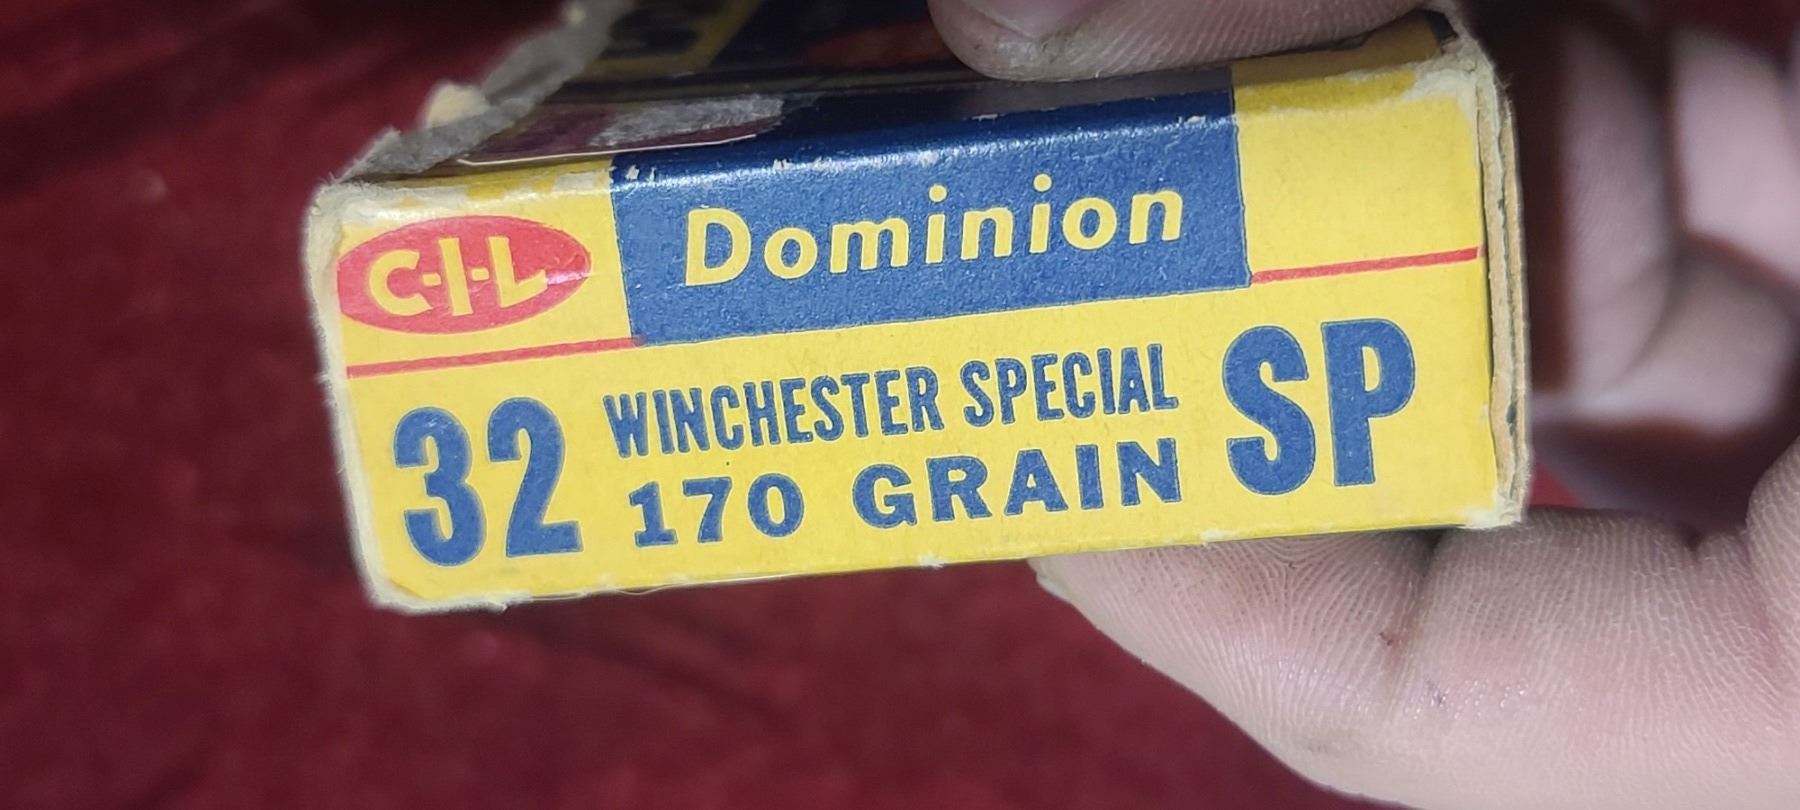 C-I-L
Dominion
32 WINCHESTER SPECIAL SP
170 GRAIN